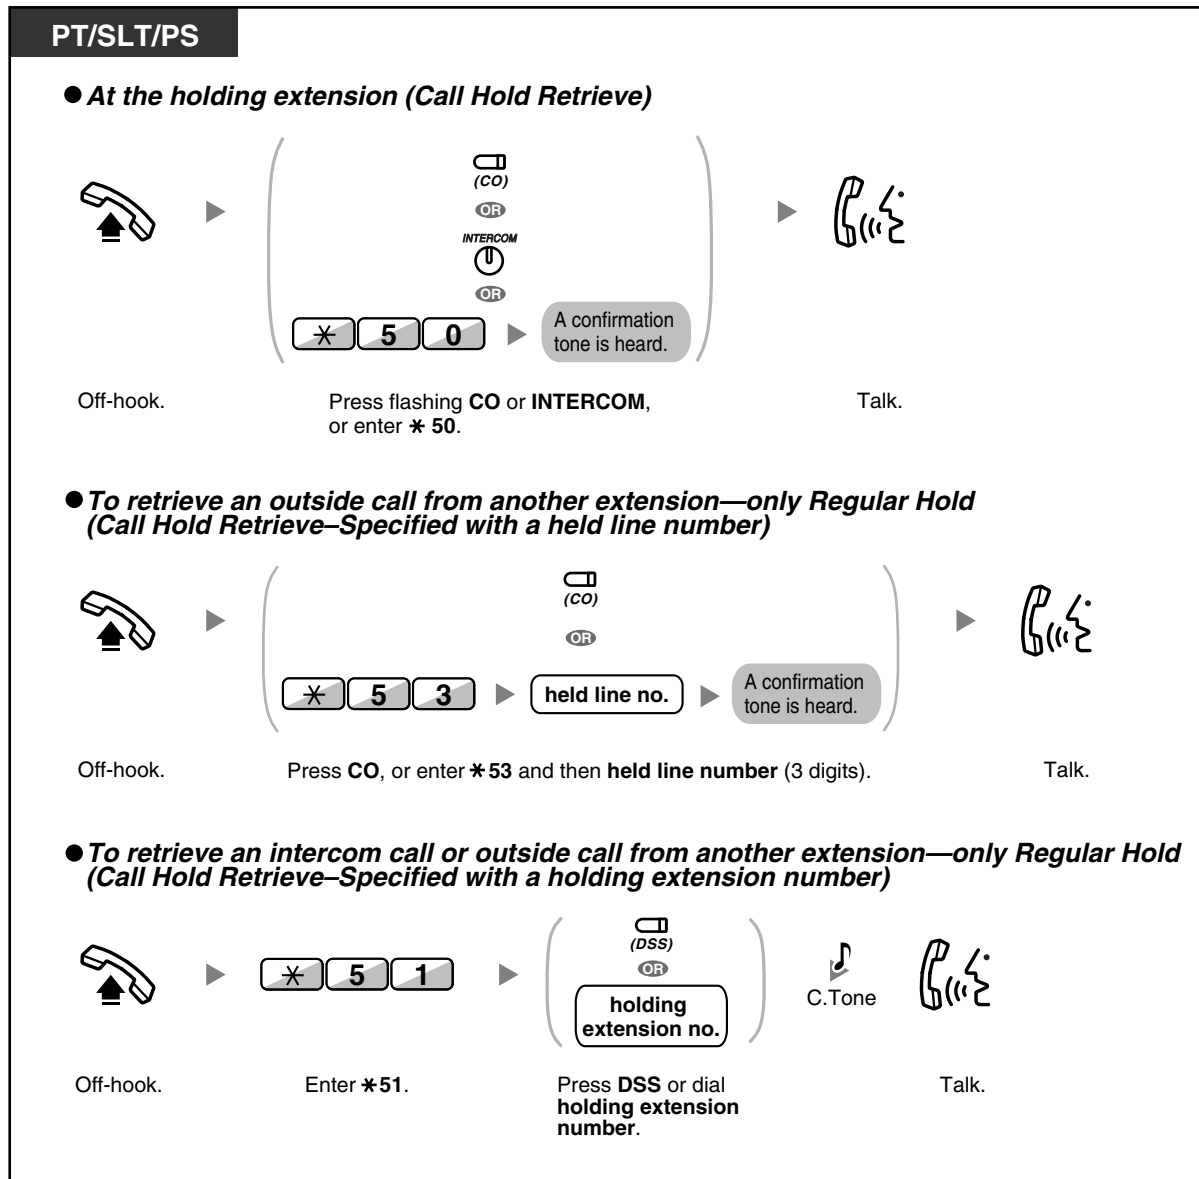 PT/SLT/PS
● At the holding extension (Call Hold Retrieve)
(CO)
OR
INTERCOM
OR
✳ 5 0
A confirmation
tone is heard.
Off-hook.
Press flashing CO or INTERCOM,
or enter ✳ 50.
Talk.
● To retrieve an outside call from another extension—only Regular Hold
(Call Hold Retrieve–Specified with a held line number)
(CO)
OR
✳ 5 3
held line no.
A confirmation
tone is heard.
Off-hook.
Press CO, or enter ✳53 and then held line number (3 digits).
Talk.
● To retrieve an intercom call or outside call from another extension—only Regular Hold
(Call Hold Retrieve–Specified with a holding extension number)
(DSS)
OR
✳ 5 1
holding
extension no.
C.Tone
Off-hook.
Enter ✳51.
Press DSS or dial
holding extension
number.
Talk.